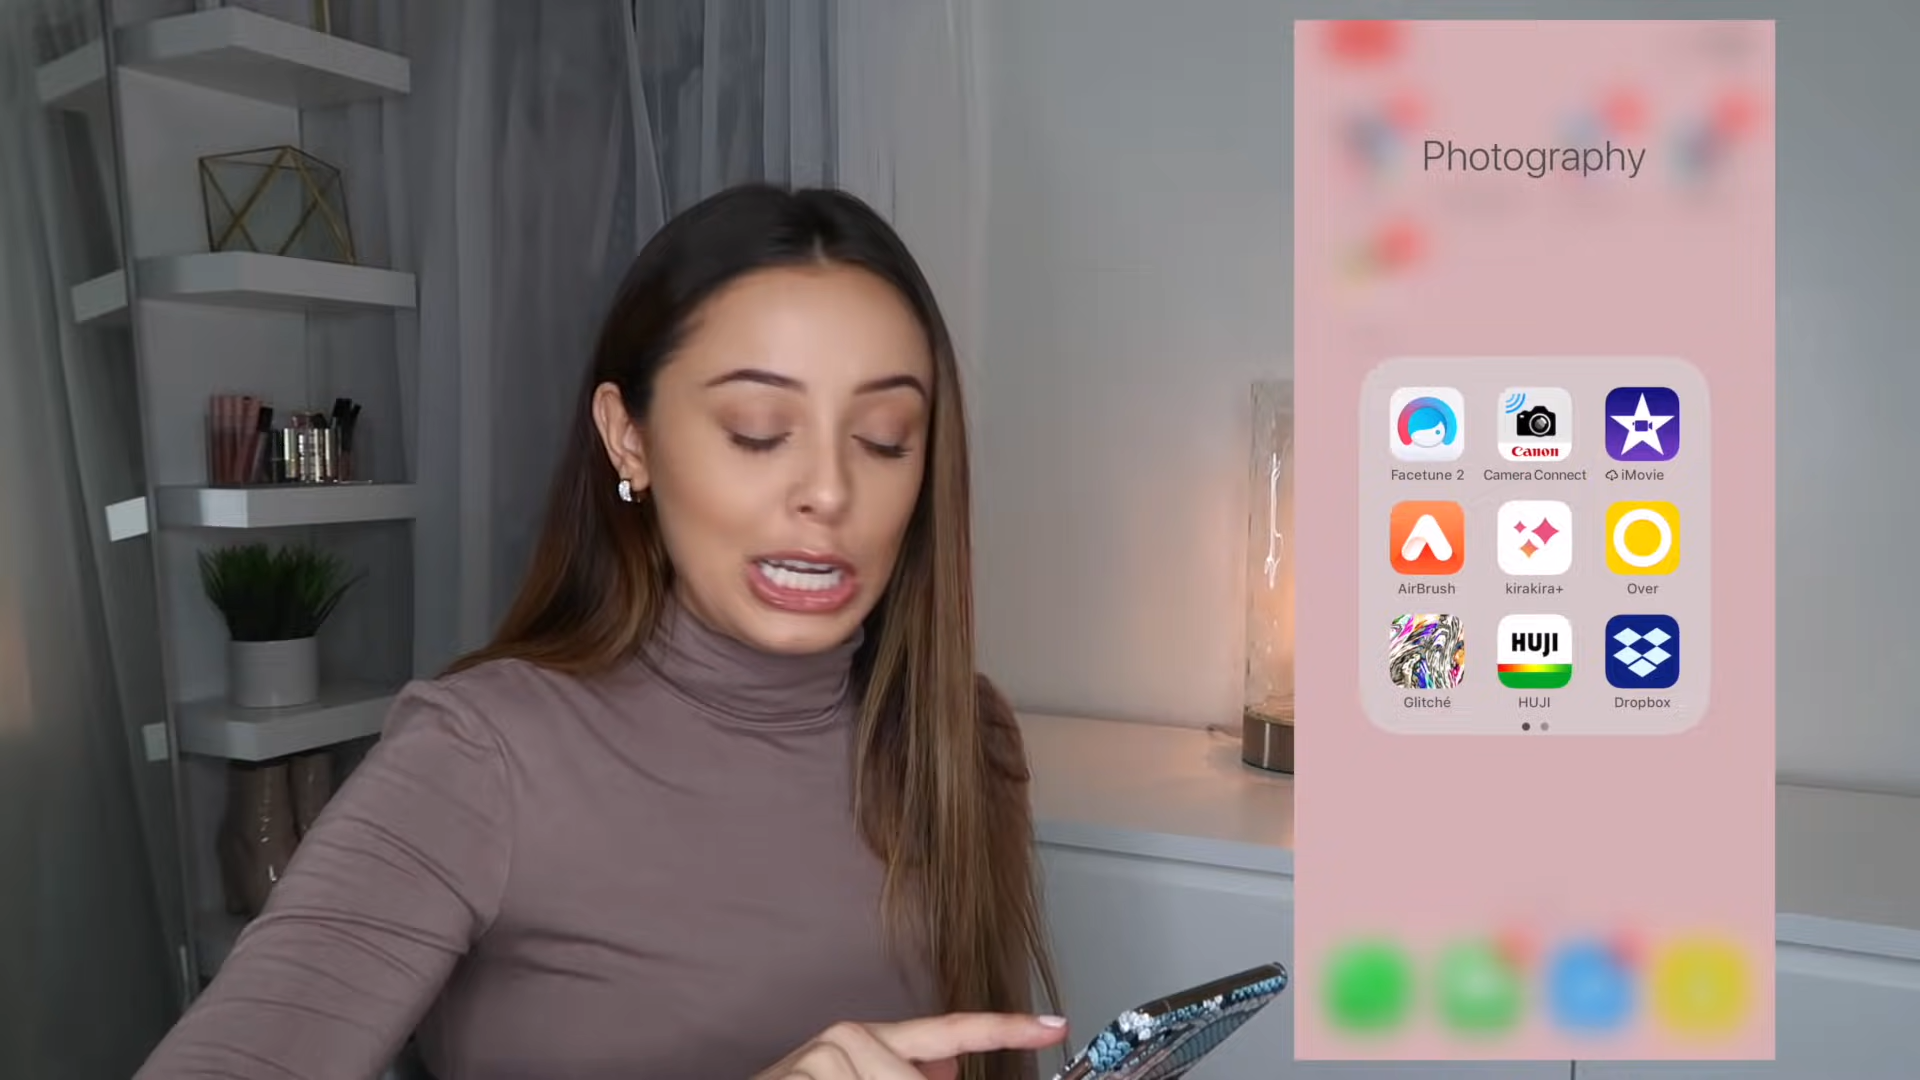 Photography
Canon
Facetune 2
Camera Connect
iMovie
AirBrush
kirakira+
Over
HUJI
Glitché
HUJI
Dropbox